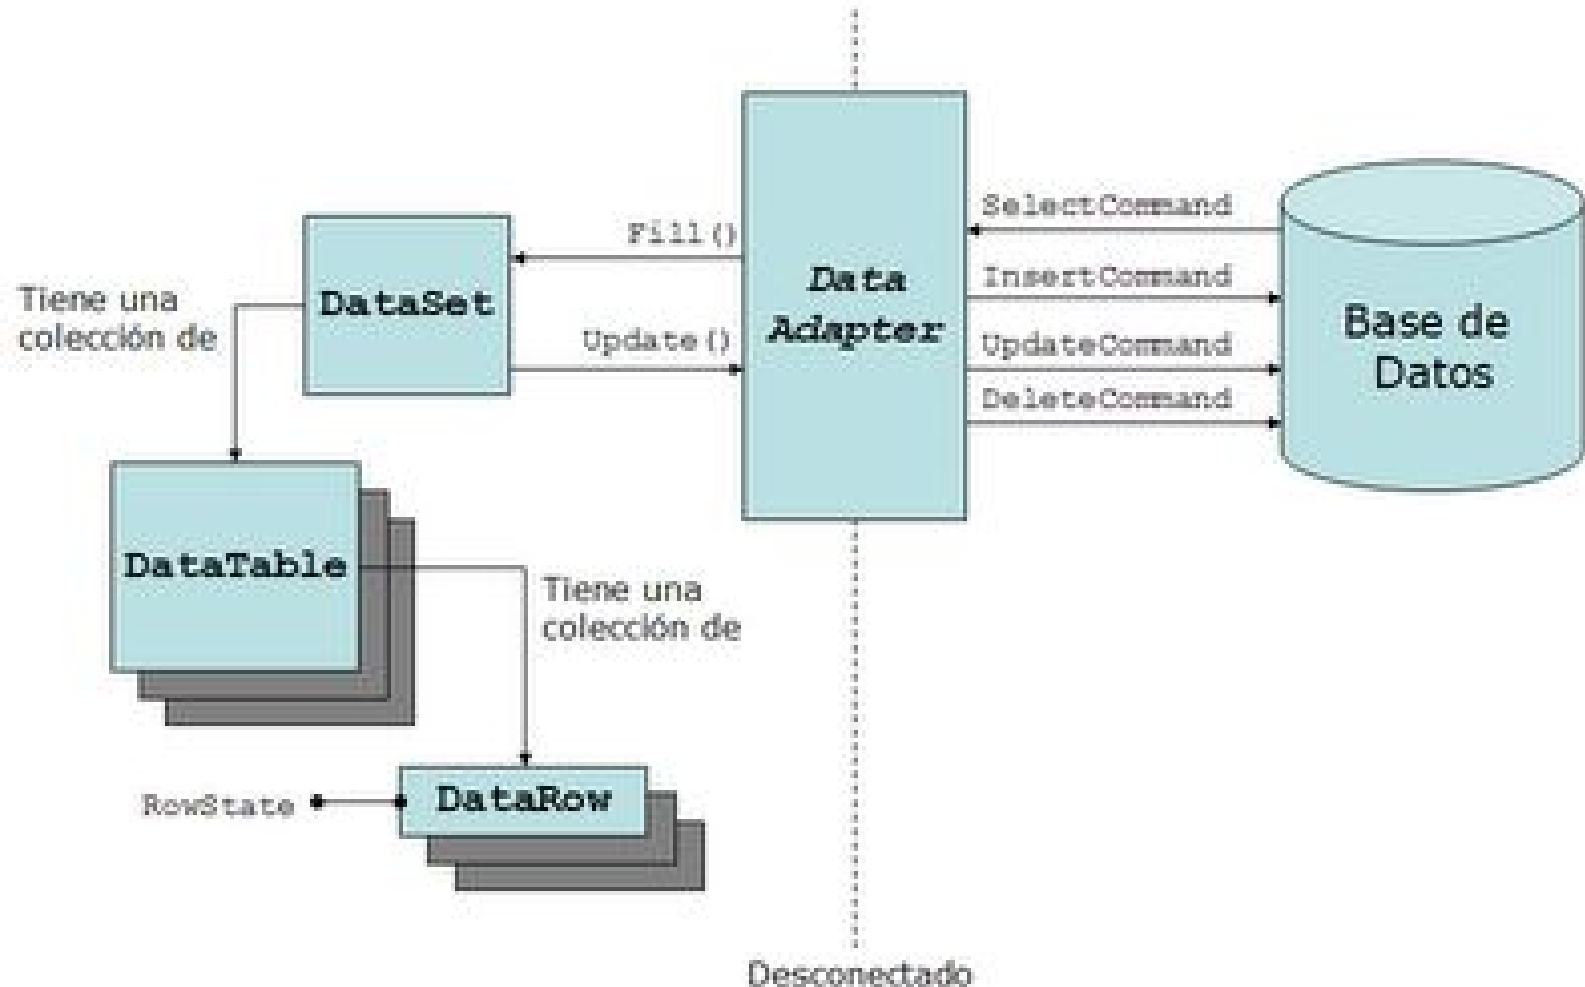 SelectCommand
Fill()
Data
Adapter
InsertCommand
DataSet
Tiene una
colección de
Update()
UpdateCommand
Base de
Datos
DeleteCommand
DataTable
Tiene una
colección de
RowState
DataRow
Desconectado